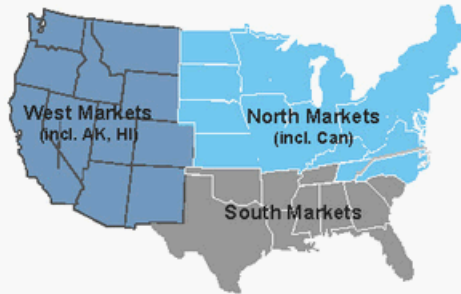 West Markets
(incl. AK, HI)
North Markets
(incl. Can)
South Markets